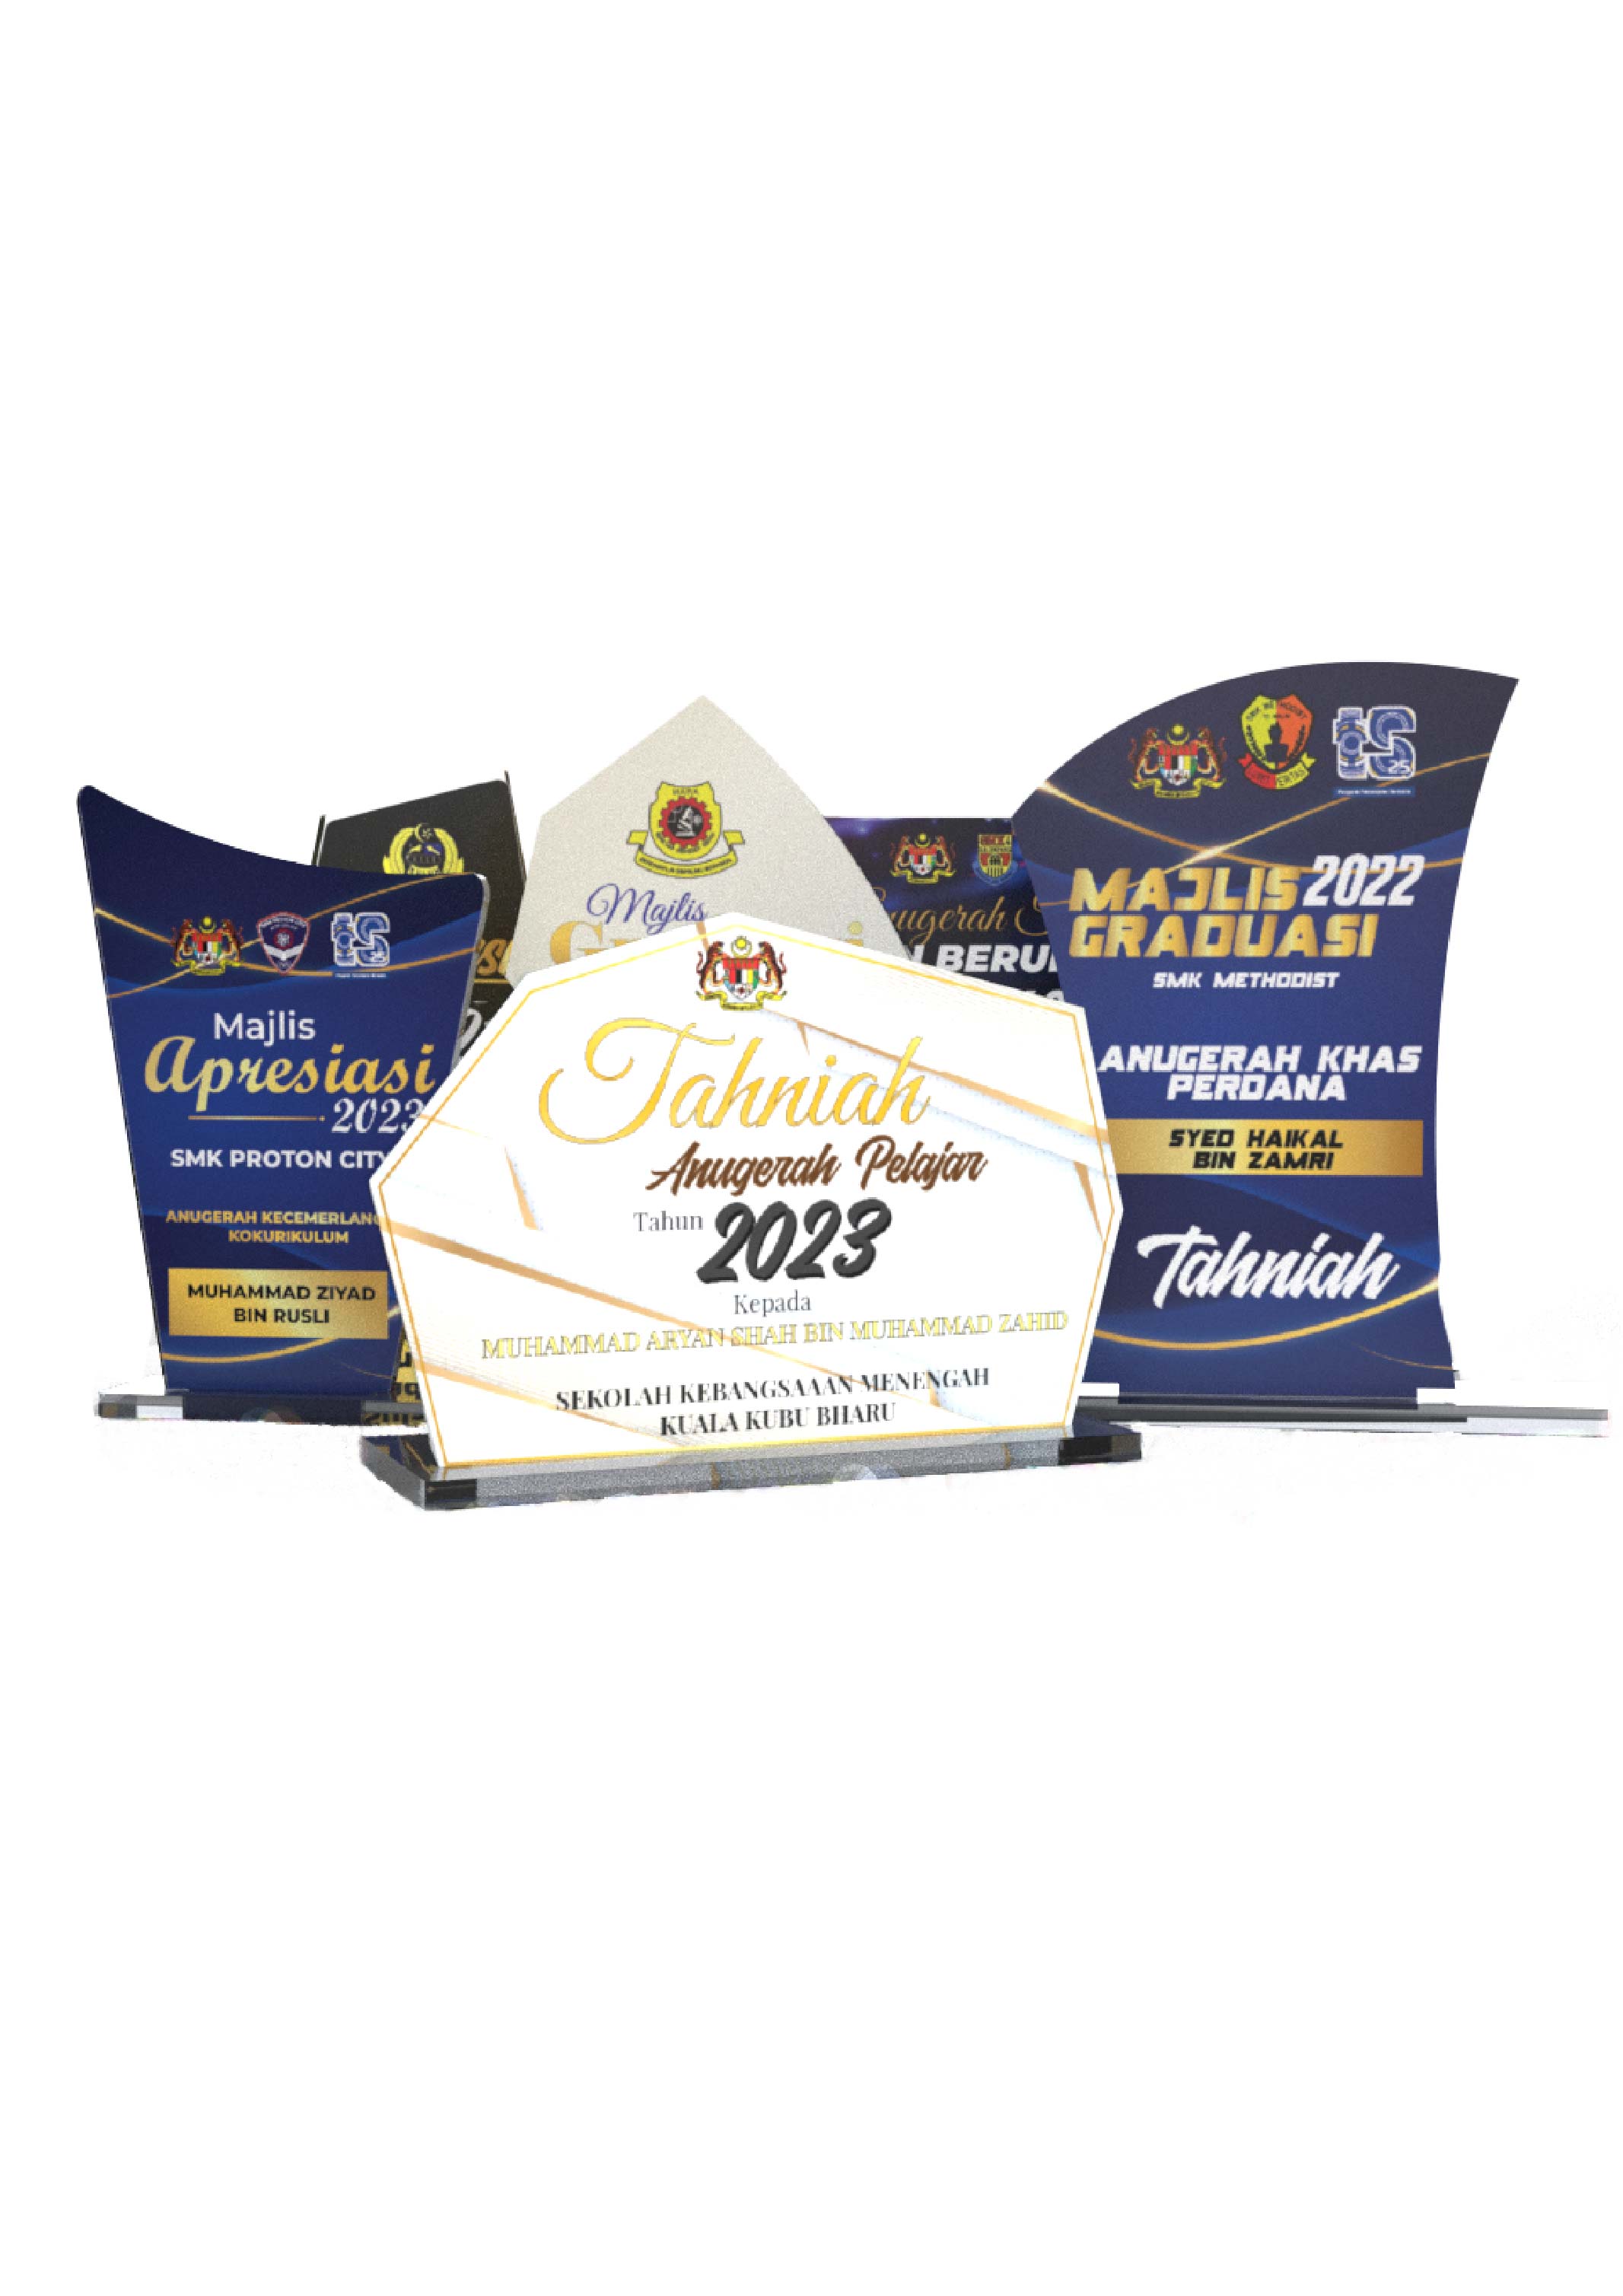 Majlis
Apresiasi
2023
SMK PROTON CITY
ANUGERAH KECEMERLANG
KOKURIKULUM
MUHAMMAD ZIYAD
BIN RUSLI
Majlis
Tahniah
Anugerah Pelajar
Tahun 2023
Kepada
MUHAMMAD ARYAN SHAH BIN MUHAMMAD ZAHID
SEKOLAH KEBANGSAAAN MENENGAH
KUALA KUBU BHARU
BERU
MAJLIS 2022
GRADUASI
SMK METHODIST
ANUGERAH KHAS
PERDANA
SYED HAIKAL
BIN ZAMRI
Tahniah